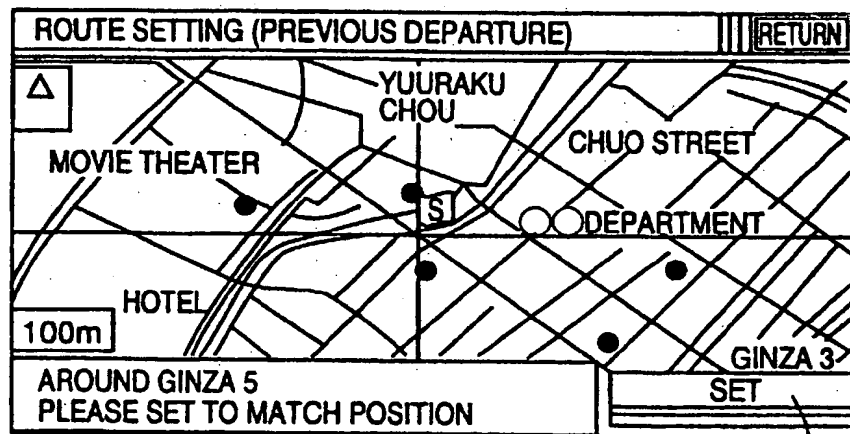 ROUTE SETTING (PREVIOUS DEPARTURE)
RETURN
YUURAKU
CHOU
CHUO STREET
MOVIE THEATER
S
○○DEPARTMENT
HOTEL
100m
GINZA 3
AROUND GINZA 5
PLEASE SET TO MATCH POSITION
SET